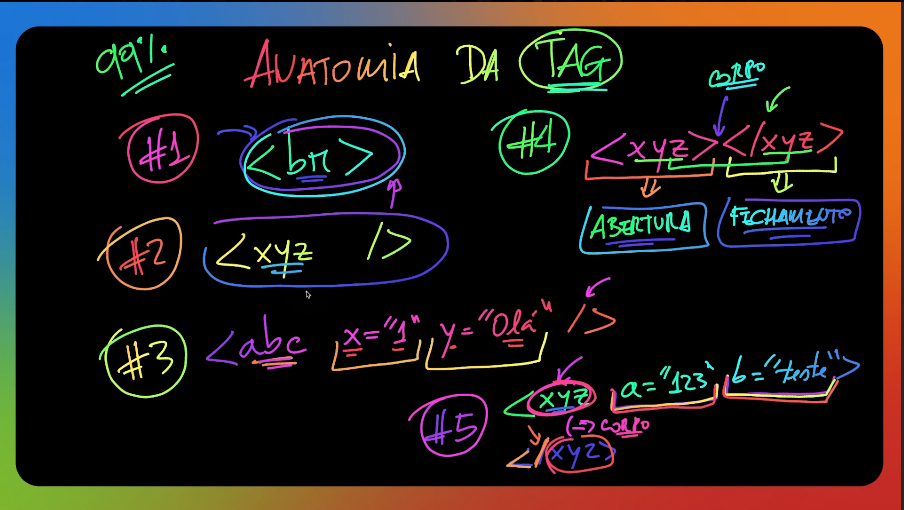 99%
ANATOMIA DA TAG
#1
<br>
#2
<xyz />
#3
<abc x="1" y="Olá" />
#4
CORPO
<xyz></xyz>
ABERTURA
FECHAMENTO
#5
<xyz a="123" b="teste">
(=> CORPO
</xyz>